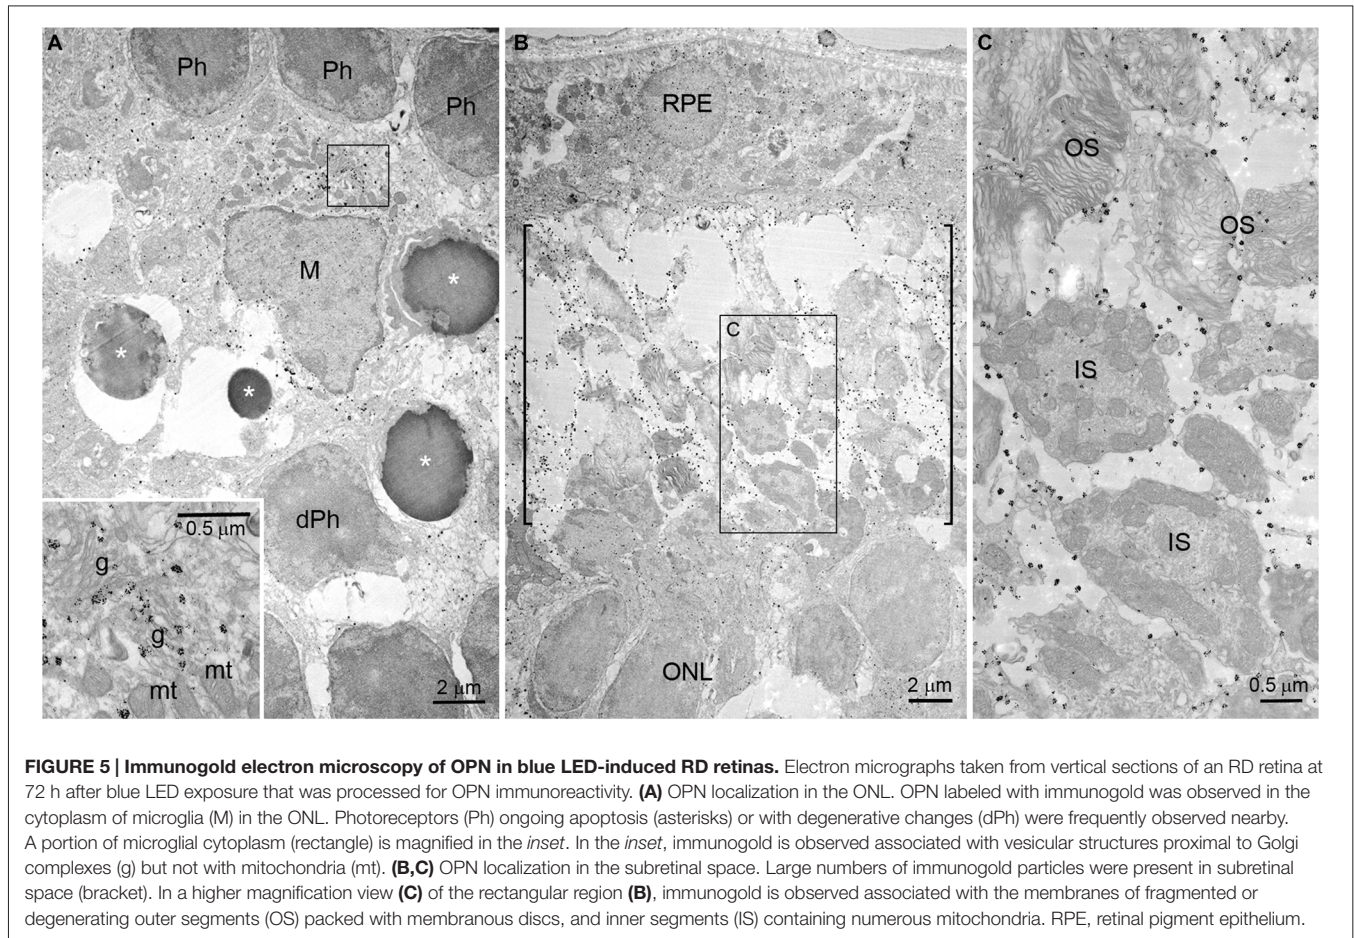 A
Ph
Ph
Ph
M
*
*
*
*
dPh
0.5 μm
g
g
mt
mt
2 μm
B
RPE
C
ONL
2 μm
C
OS
OS
IS
IS
0.5 μm
FIGURE 5 | Immunogold electron microscopy of OPN in blue LED-induced RD retinas. Electron micrographs taken from vertical sections of an RD retina at
72 h after blue LED exposure that was processed for OPN immunoreactivity. (A) OPN localization in the ONL. OPN labeled with immunogold was observed in the
cytoplasm of microglia (M) in the ONL. Photoreceptors (Ph) ongoing apoptosis (asterisks) or with degenerative changes (dPh) were frequently observed nearby.
A portion of microglial cytoplasm (rectangle) is magnified in the inset. In the inset, immunogold is observed associated with vesicular structures proximal to Golgi
complexes (g) but not with mitochondria (mt). (B,C) OPN localization in the subretinal space. Large numbers of immunogold particles were present in subretinal
space (bracket). In a higher magnification view (C) of the rectangular region (B), immunogold is observed associated with the membranes of fragmented or
degenerating outer segments (OS) packed with membranous discs, and inner segments (IS) containing numerous mitochondria. RPE, retinal pigment epithelium.